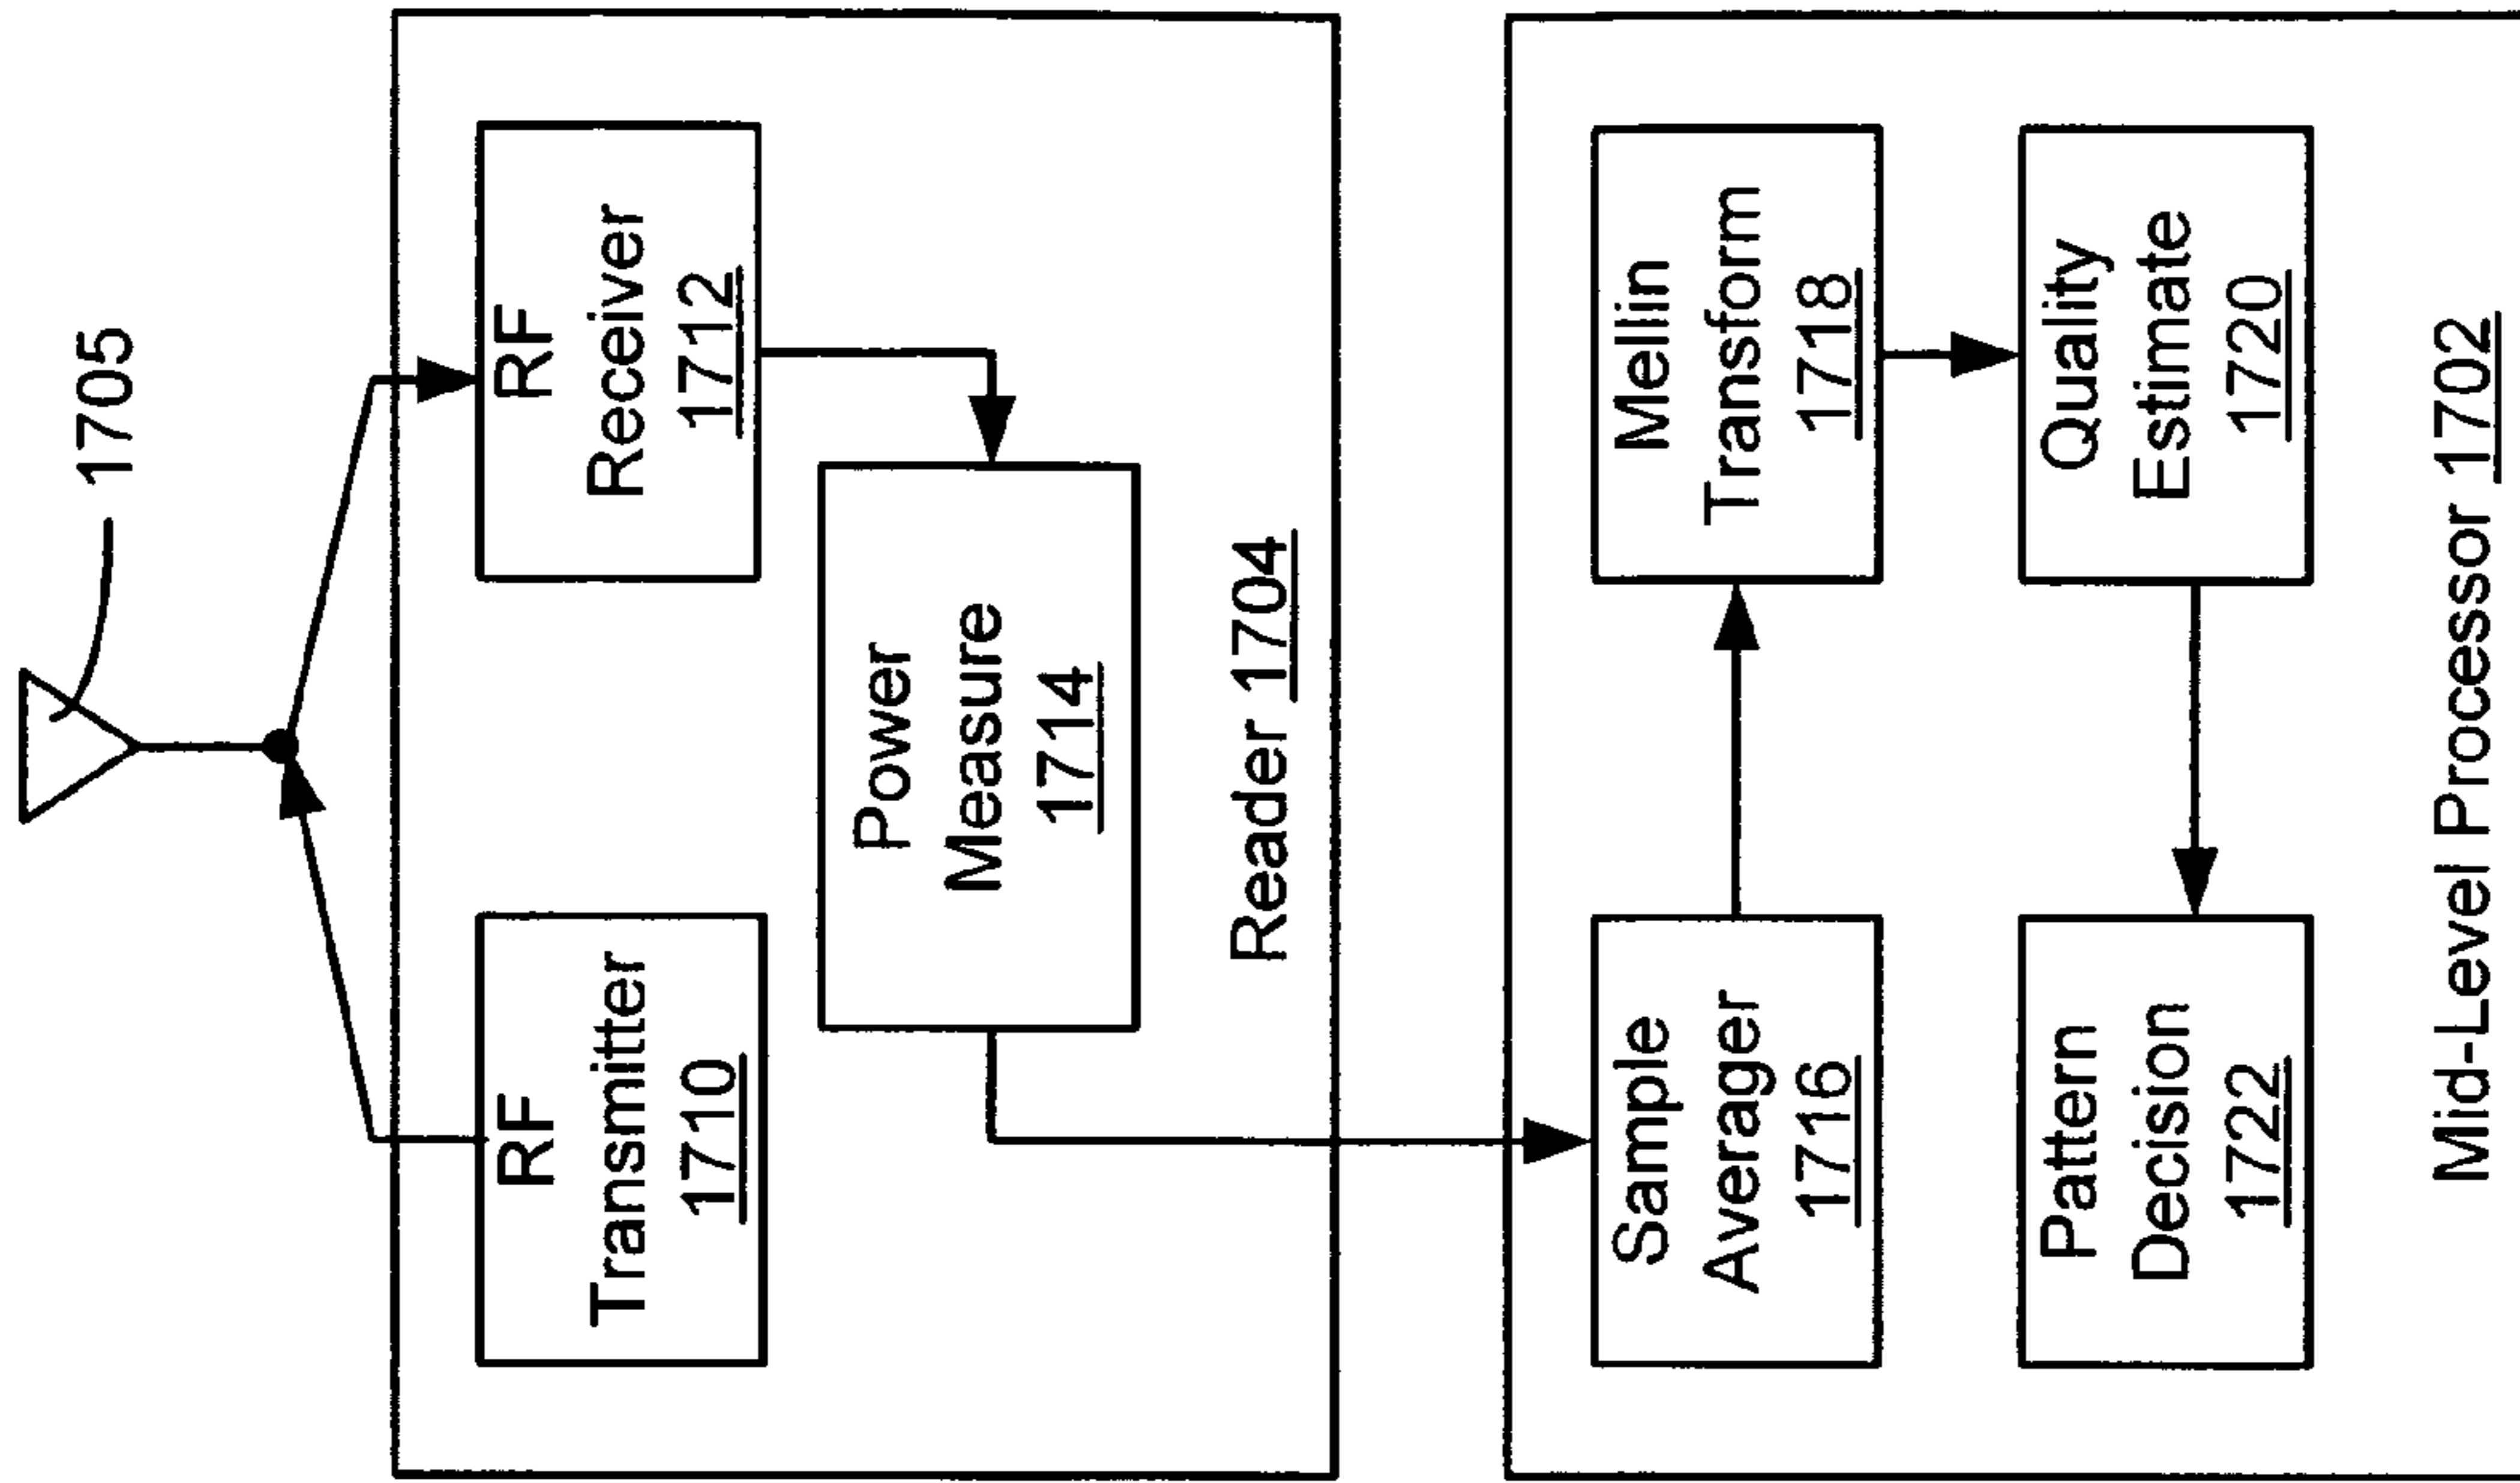 1705
RF
Transmitter
1710
RF
Receiver
1712
Power
Measure
1714
Reader 1704
Sample
Averager
1716
Mellin
Transform
1718
Pattern
Decision
1722
Quality
Estimate
1720
Mid-Level Processor 1702